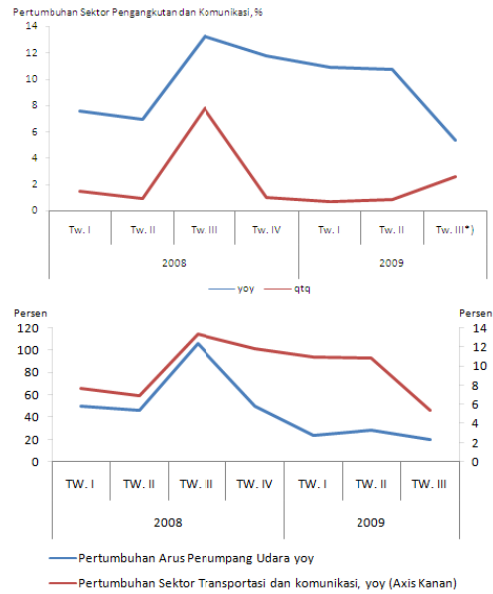 Pertumbuhan Sektor Pengangkutan dan Komunikasi,%
14
12
10
8
6
4
2
0
Tw. I Tw. II Tw. III Tw. IV Tw. I Tw. II Tw. III*)
2008 2009
yoy qtq
Persen Persen
120 14
100 12
80 10
60 8
40 6
20 4
0 2
0
TW. I TW. II TW. II TW. IV TW. I TW. II TW. III
2008 2009
Pertumbuhan Arus Perumpang Udara yoy
Pertumbuhan Sektor Transportasi dan komunikasi, yoy (Axis Kanan)